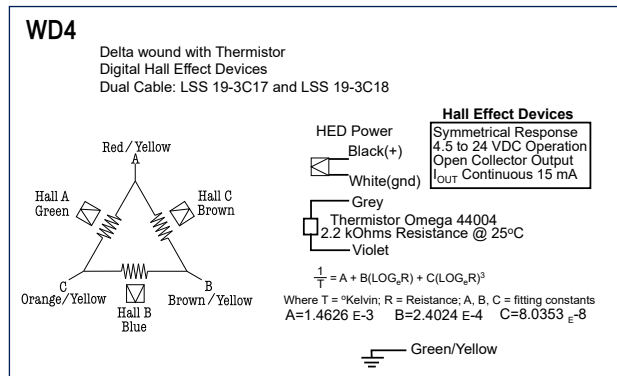 WD4
Delta wound with Thermistor
Digital Hall Effect Devices
Dual Cable: LSS 19-3C17 and LSS 19-3C18
Red/Yellow
A
Hall A
Green
Hall C
Brown
C
Orange/Yellow
B
Brown/Yellow
Hall B
Blue
HED Power
Black(+)
White(gnd)
Hall Effect Devices
Symmetrical Response
4.5 to 24 VDC Operation
Open Collector Output
IOUT Continuous 15 mA
Grey
Thermistor Omega 44004
2.2 kOhms Resistance @ 25°C
Violet
1/T = A + B(LOGeR) + C(LOGeR)³
Where T = °Kelvin; R = Reistance; A, B, C = fitting constants
A=1.4626 E-3 B=2.4024 E-4 C=8.0353 E-8
Green/Yellow